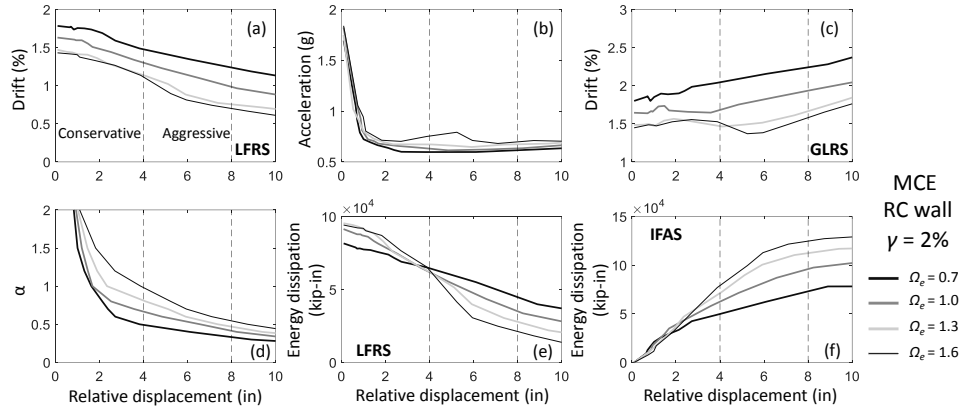 2
1.5
1
0.5
0
Drift (%)
(a)
Conservative
Aggressive
LFRS
0 2 4 6 8 10
2
1.5
1
0.5
Acceleration (g)
(b)
0 2 4 6 8 10
3
2.5
2
1.5
1
Drift (%)
(c)
GLRS
0 2 4 6 8 10
2
1.5
1
0.5
0
α
(d)
0 2 4 6 8 10
Relative displacement (in)
× 10⁴
10
5
0
Energy dissipation
(kip-in)
LFRS
(e)
0 2 4 6 8 10
Relative displacement (in)
× 10⁴
15
10
5
0
Energy dissipation
(kip-in)
IFAS
(f)
0 2 4 6 8 10
Relative displacement (in)
MCE
RC wall
γ = 2%
Ωₑ = 0.7
Ωₑ = 1.0
Ωₑ = 1.3
Ωₑ = 1.6